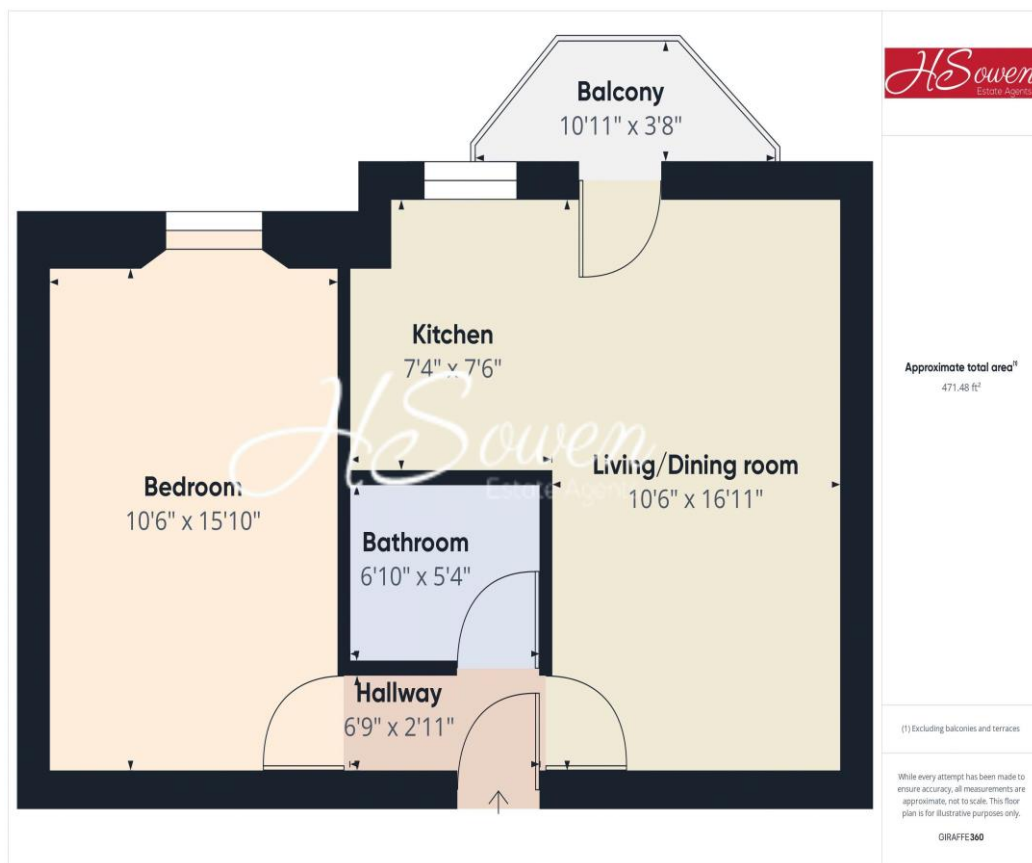 Balcony
10'11" x 3'8"
Kitchen
7'4" x 7'6"
Living/Dining room
10'6" x 16'11"
Bedroom
10'6" x 15'10"
Bathroom
6'10" x 5'4"
Hallway
6'9" x 2'11"
HSowen
Estate Agents
HSowen
Estate Agents
Approximate total area(1)
471.48 ft²
(1) Excluding balconies and terraces
While every attempt has been made to
ensure accuracy, all measurements are
approximate, not to scale. This floor
plan is for illustrative purposes only.
GIRAFFE360